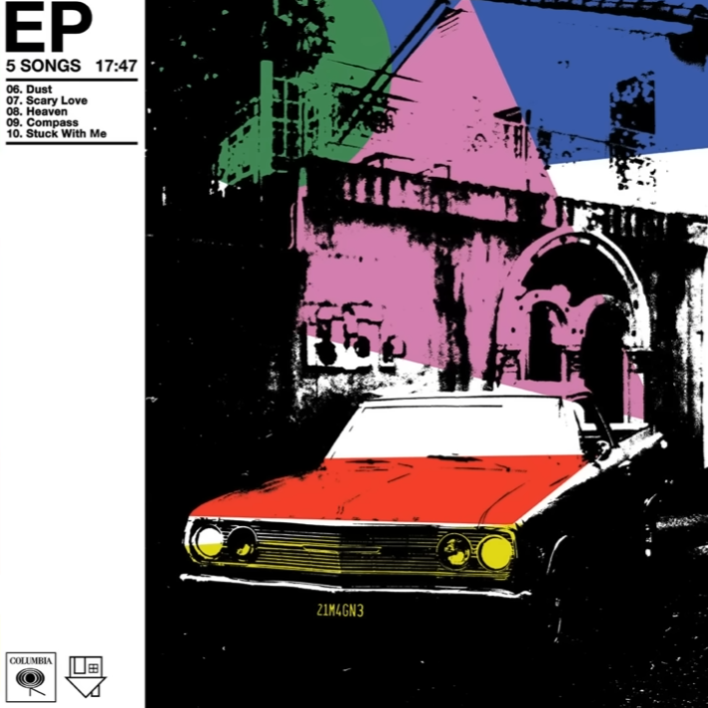 EP
5 SONGS 17:47
06. Dust
07. Scary Love
08. Heaven
09. Compass
10. Stuck With Me
21M4GN3
COLUMBIA